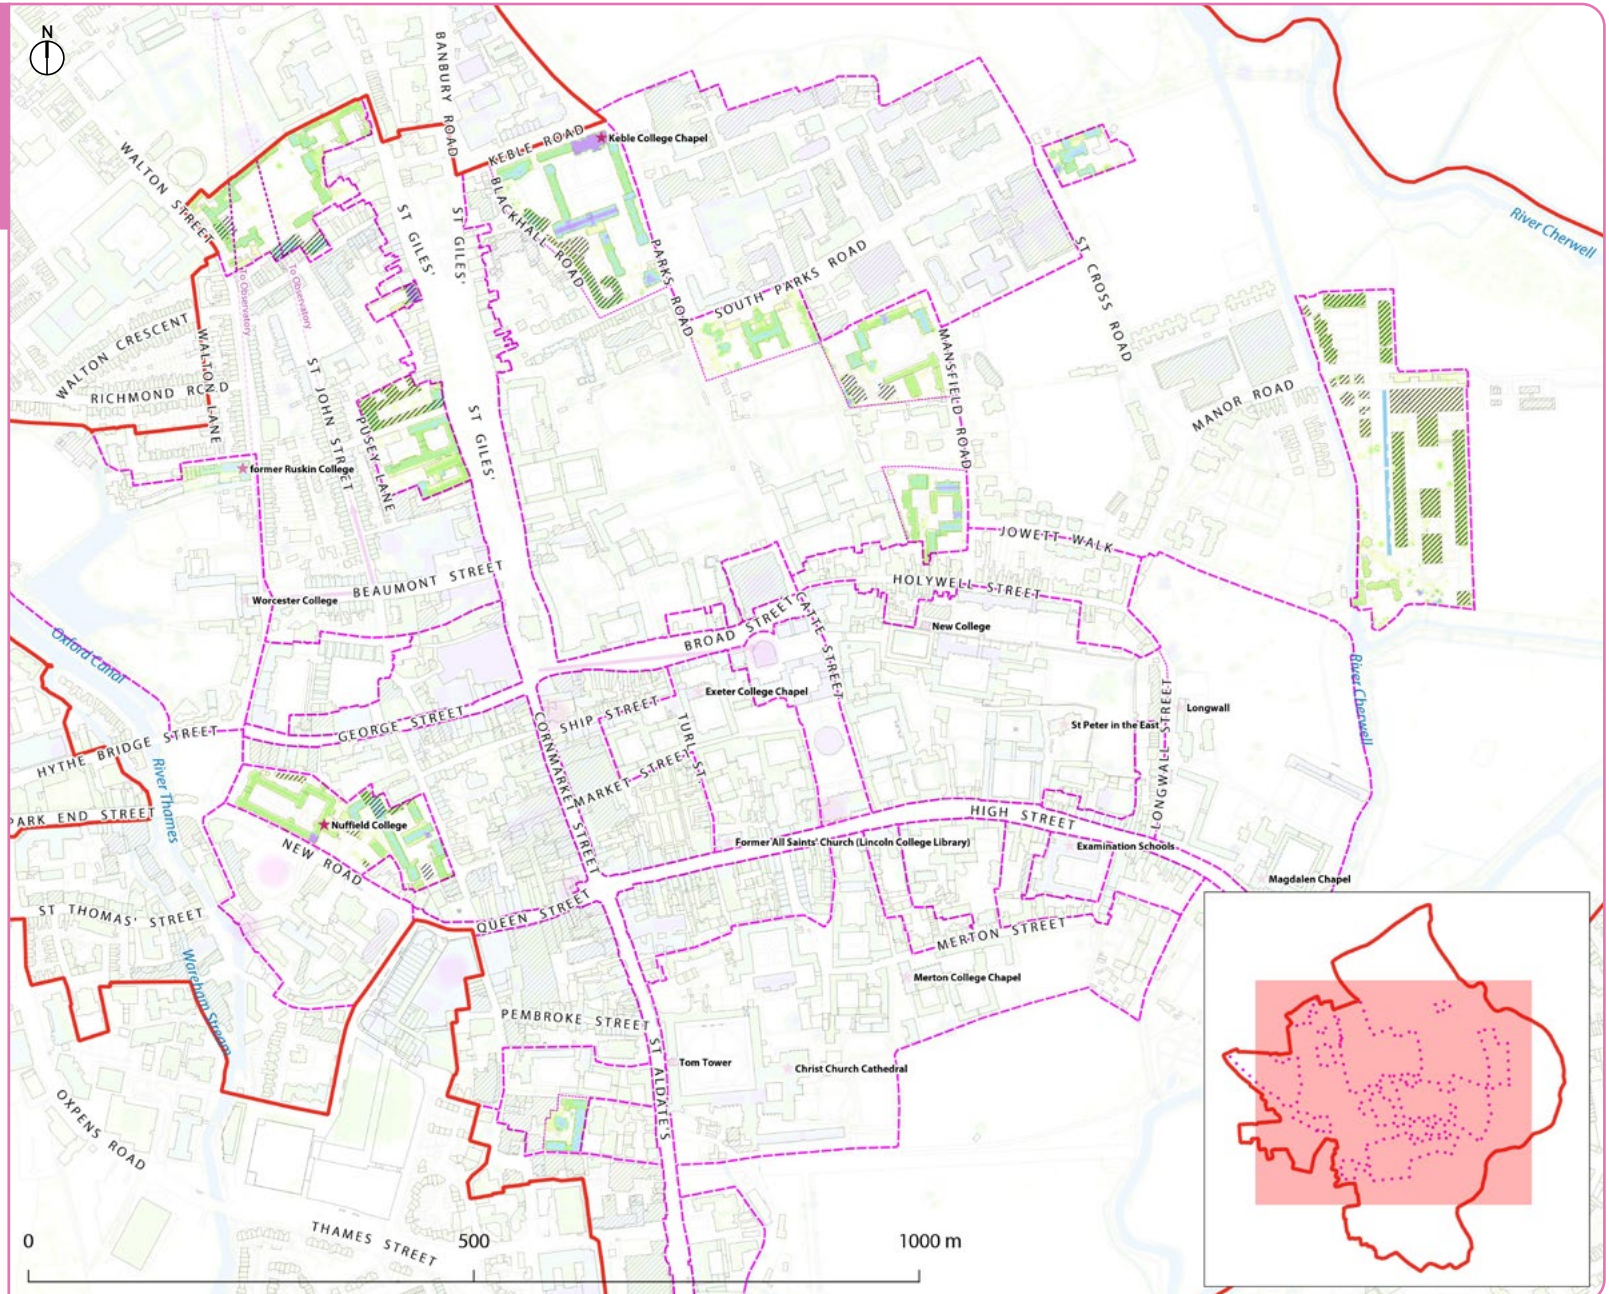 N
BANBURY ROAD
WALTON STREET
KEBLE ROAD
Keble College Chapel
BLACKHALL ROAD
ST GILES'
ST GILES'
River Cherwell
PARKS ROAD
SOUTH PARKS ROAD
ST CROSS ROAD
To Observatory
To Observatory
WALTON CRESCENT
RICHMOND ROAD
WALTON LANE
ST JOHN STREET
PUSEY LANE
ST GILES'
MANSFIELD ROAD
MANOR ROAD
former Ruskin College
JOWETT WALK
BEAUMONT STREET
HOLYWELL STREET
Worcester College
BROAD STREET
CATTE STREET
New College
Oxford Canal
River Cherwell
Exeter College Chapel
SHIP STREET
TURL ST.
St Peter in the East
Longwall
LONGWALL STREET
GEORGE STREET
HYTHE BRIDGE STREET
River Thames
CORNMARKET STREET
MARKET STREET
PARK END STREET
Nuffield College
NEW ROAD
HIGH STREET
Former All Saints' Church (Lincoln College Library)
Examination Schools
Magdalen Chapel
ST THOMAS' STREET
QUEEN STREET
MERTON STREET
Wareham Stream
Merton College Chapel
PEMBROKE STREET
ST ALDATE'S
Tom Tower
Christ Church Cathedral
OXPENS ROAD
THAMES STREET
0 500 1000 m